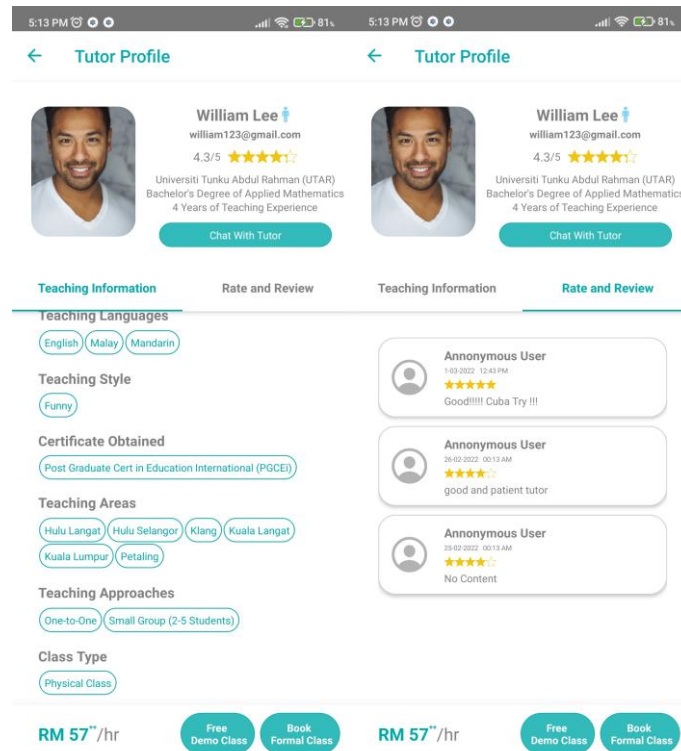 5:13 PM
81%
Tutor Profile
William Lee
william123@gmail.com
4.3/5
Universiti Tunku Abdul Rahman (UTAR)
Bachelor's Degree of Applied Mathematics
4 Years of Teaching Experience
Chat With Tutor
Teaching Information
Rate and Review
Teaching Languages
English
Malay
Mandarin
Teaching Style
Funny
Certificate Obtained
Post Graduate Cert in Education International (PGCEi)
Teaching Areas
Hulu Langat
Hulu Selangor
Klang
Kuala Langat
Kuala Lumpur
Petaling
Teaching Approaches
One-to-One
Small Group (2-5 Students)
Class Type
Physical Class
RM 57**/hr
Free
Demo Class
Book
Formal Class
5:13 PM
81%
Tutor Profile
William Lee
william123@gmail.com
4.3/5
Universiti Tunku Abdul Rahman (UTAR)
Bachelor's Degree of Applied Mathematics
4 Years of Teaching Experience
Chat With Tutor
Teaching Information
Rate and Review
Annonymous User
1-03-2022 12:43 PM
Good!!!!! Cuba Try !!!
Annonymous User
26-02-2022 00:13 AM
good and patient tutor
Annonymous User
23-02-2022 00:13 AM
No Content
RM 57**/hr
Free
Demo Class
Book
Formal Class